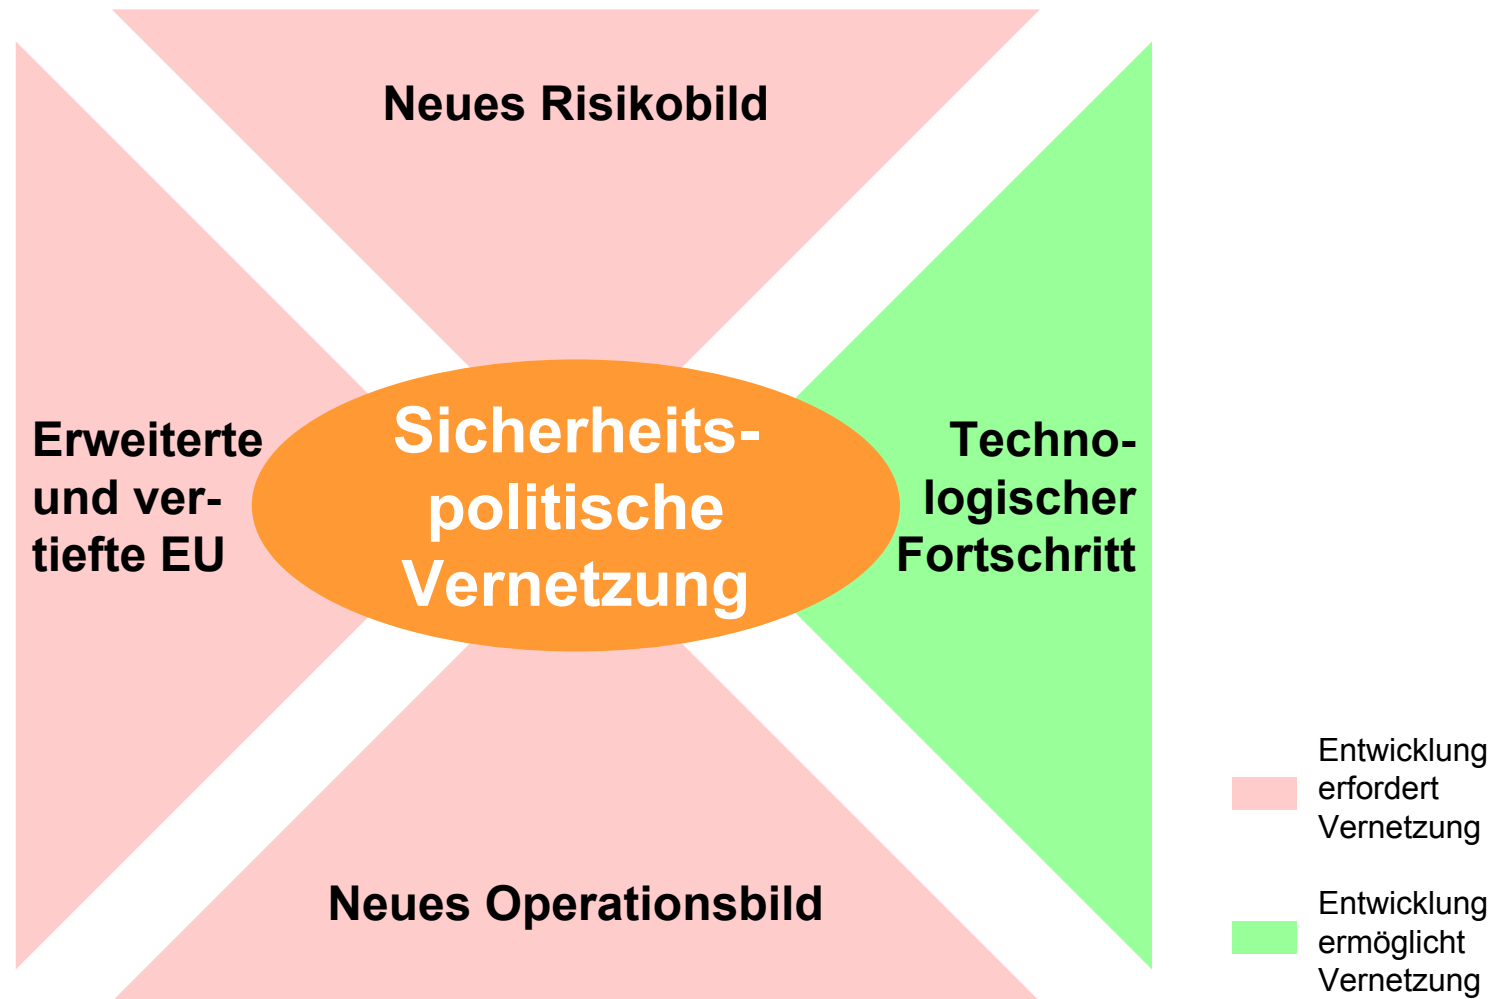 Neues Risikobild
Erweiterte
und ver-
tiefte EU
Sicherheits-
politische
Vernetzung
Techno-
logischer
Fortschritt
Neues Operationsbild
Entwicklung
erfordert
Vernetzung
Entwicklung
ermöglicht
Vernetzung